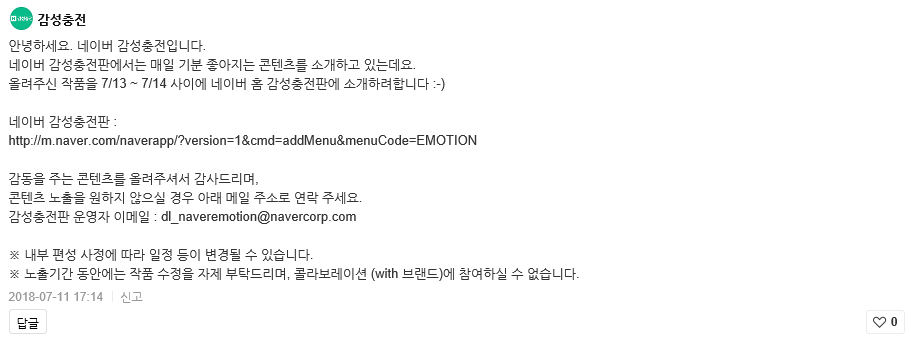 감성충전
안녕하세요. 네이버 감성충전입니다.
네이버 감성충전판에서는 매일 기분 좋아지는 콘텐츠를 소개하고 있는데요.
올려주신 작품을 7/13 ~ 7/14 사이에 네이버 홈 감성충전판에 소개하려합니다 :-)
네이버 감성충전판 :
http://m.naver.com/naverapp/?version=1&cmd=addMenu&menuCode=EMOTION
감동을 주는 콘텐츠를 올려주셔서 감사드리며,
콘텐츠 노출을 원하지 않으실 경우 아래 메일 주소로 연락 주세요.
감성충전판 운영자 이메일 : dl_naveremotion@navercorp.com
※ 내부 편성 사정에 따라 일정 등이 변경될 수 있습니다.
※ 노출기간 동안에는 작품 수정을 자제 부탁드리며, 콜라보레이션 (with 브랜드)에 참여하실 수 없습니다.
2018-07-11 17:14 신고
답글 0